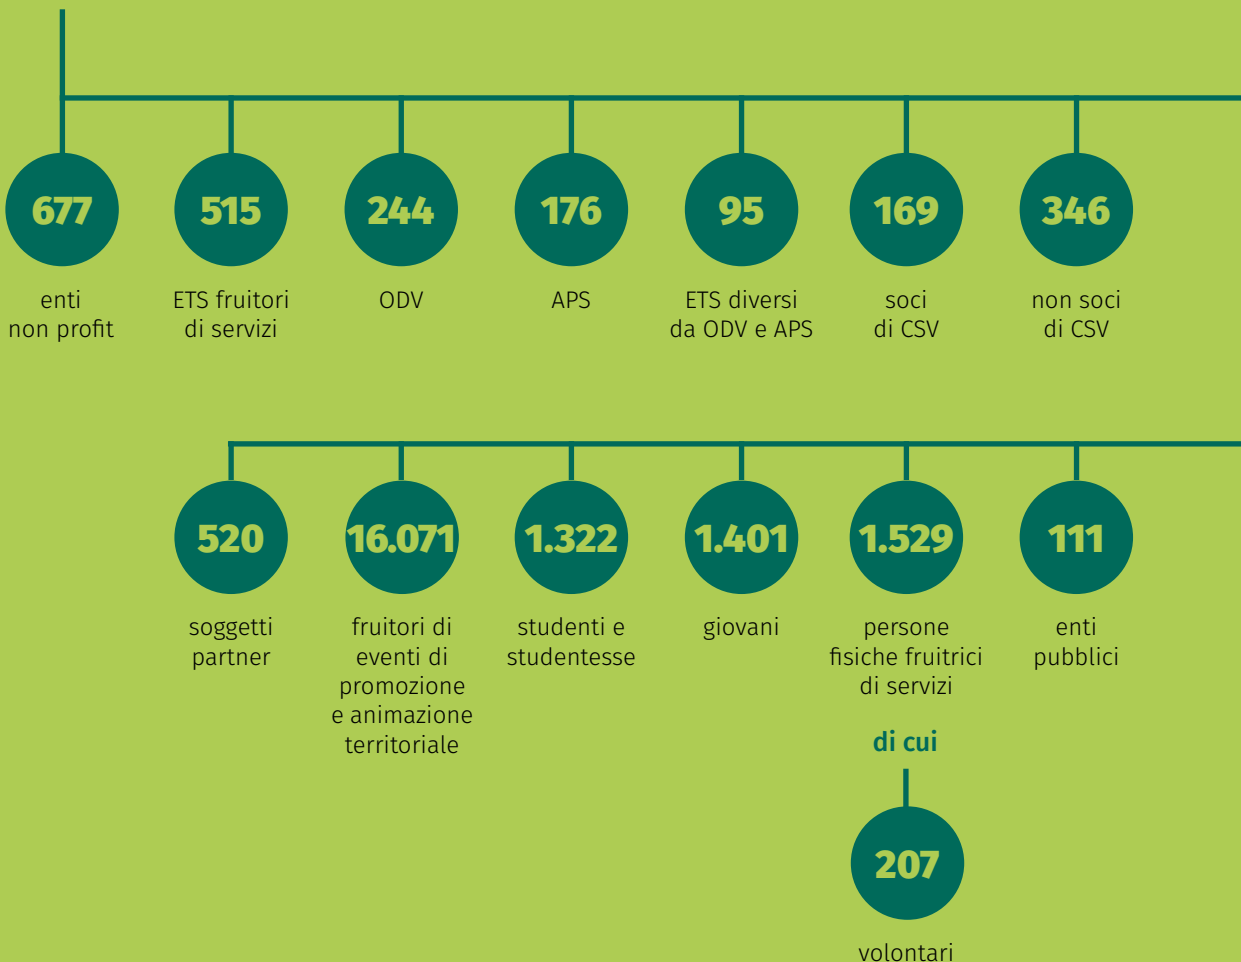 677
enti
non profit
515
ETS fruitori
di servizi
244
ODV
176
APS
95
ETS diversi
da ODV e APS
169
soci
di CSV
346
non soci
di CSV
520
soggetti
partner
16.071
fruitori di
eventi di
promozione
e animazione
territoriale
1.322
studenti e
studentesse
1.401
giovani
1.529
persone
fisiche fruitrici
di servizi
di cui
207
volontari
111
enti
pubblici